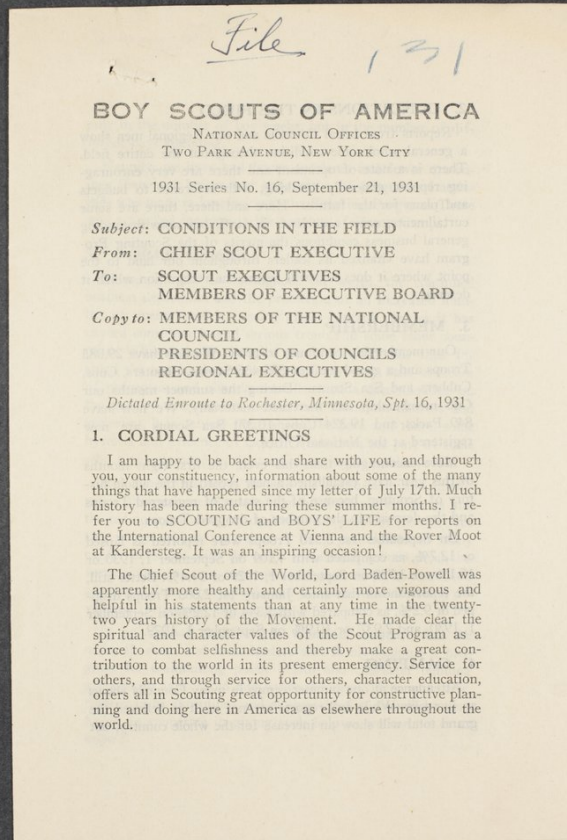 File
131
BOY SCOUTS OF AMERICA
NATIONAL COUNCIL OFFICES
TWO PARK AVENUE, NEW YORK CITY
1931 Series No. 16, September 21, 1931
Subject: CONDITIONS IN THE FIELD
From: CHIEF SCOUT EXECUTIVE
To: SCOUT EXECUTIVES
MEMBERS OF EXECUTIVE BOARD
Copy to: MEMBERS OF THE NATIONAL
COUNCIL
PRESIDENTS OF COUNCILS
REGIONAL EXECUTIVES
Dictated Enroute to Rochester, Minnesota, Spt. 16, 1931
1. CORDIAL GREETINGS
I am happy to be back and share with you, and through
you, your constituency, information about some of the many
things that have happened since my letter of July 17th. Much
history has been made during these summer months. I re-
fer you to SCOUTING and BOYS' LIFE for reports on
the International Conference at Vienna and the Rover Moot
at Kandersteg. It was an inspiring occasion!
The Chief Scout of the World, Lord Baden-Powell was
apparently more healthy and certainly more vigorous and
helpful in his statements than at any time in the twenty-
two years history of the Movement. He made clear the
spiritual and character values of the Scout Program as a
force to combat selfishness and thereby make a great con-
tribution to the world in its present emergency. Service for
others, and through service for others, character education,
offers all in Scouting great opportunity for constructive plan-
ning and doing here in America as elsewhere throughout the
world.